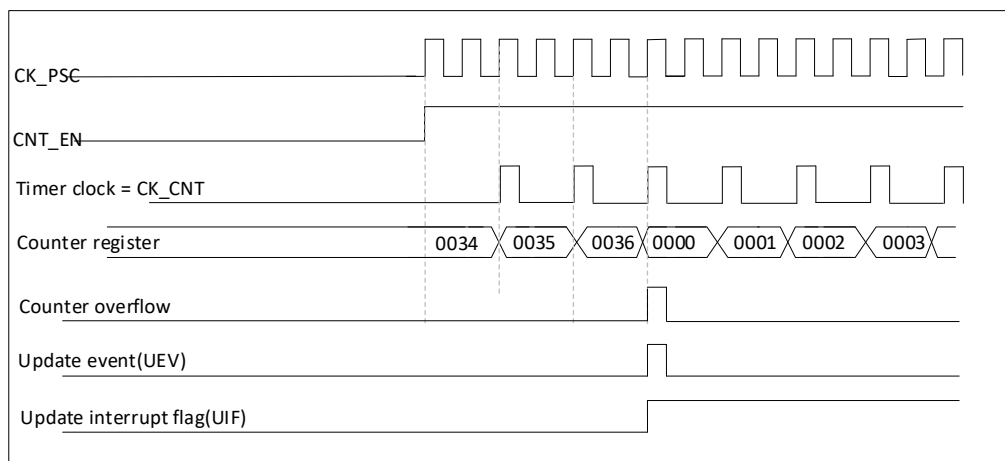 CK_PSC
CNT_EN
Timer clock = CK_CNT
Counter register 0034 0035 0036 0000 0001 0002 0003
Counter overflow
Update event(UEV)
Update interrupt flag(UIF)